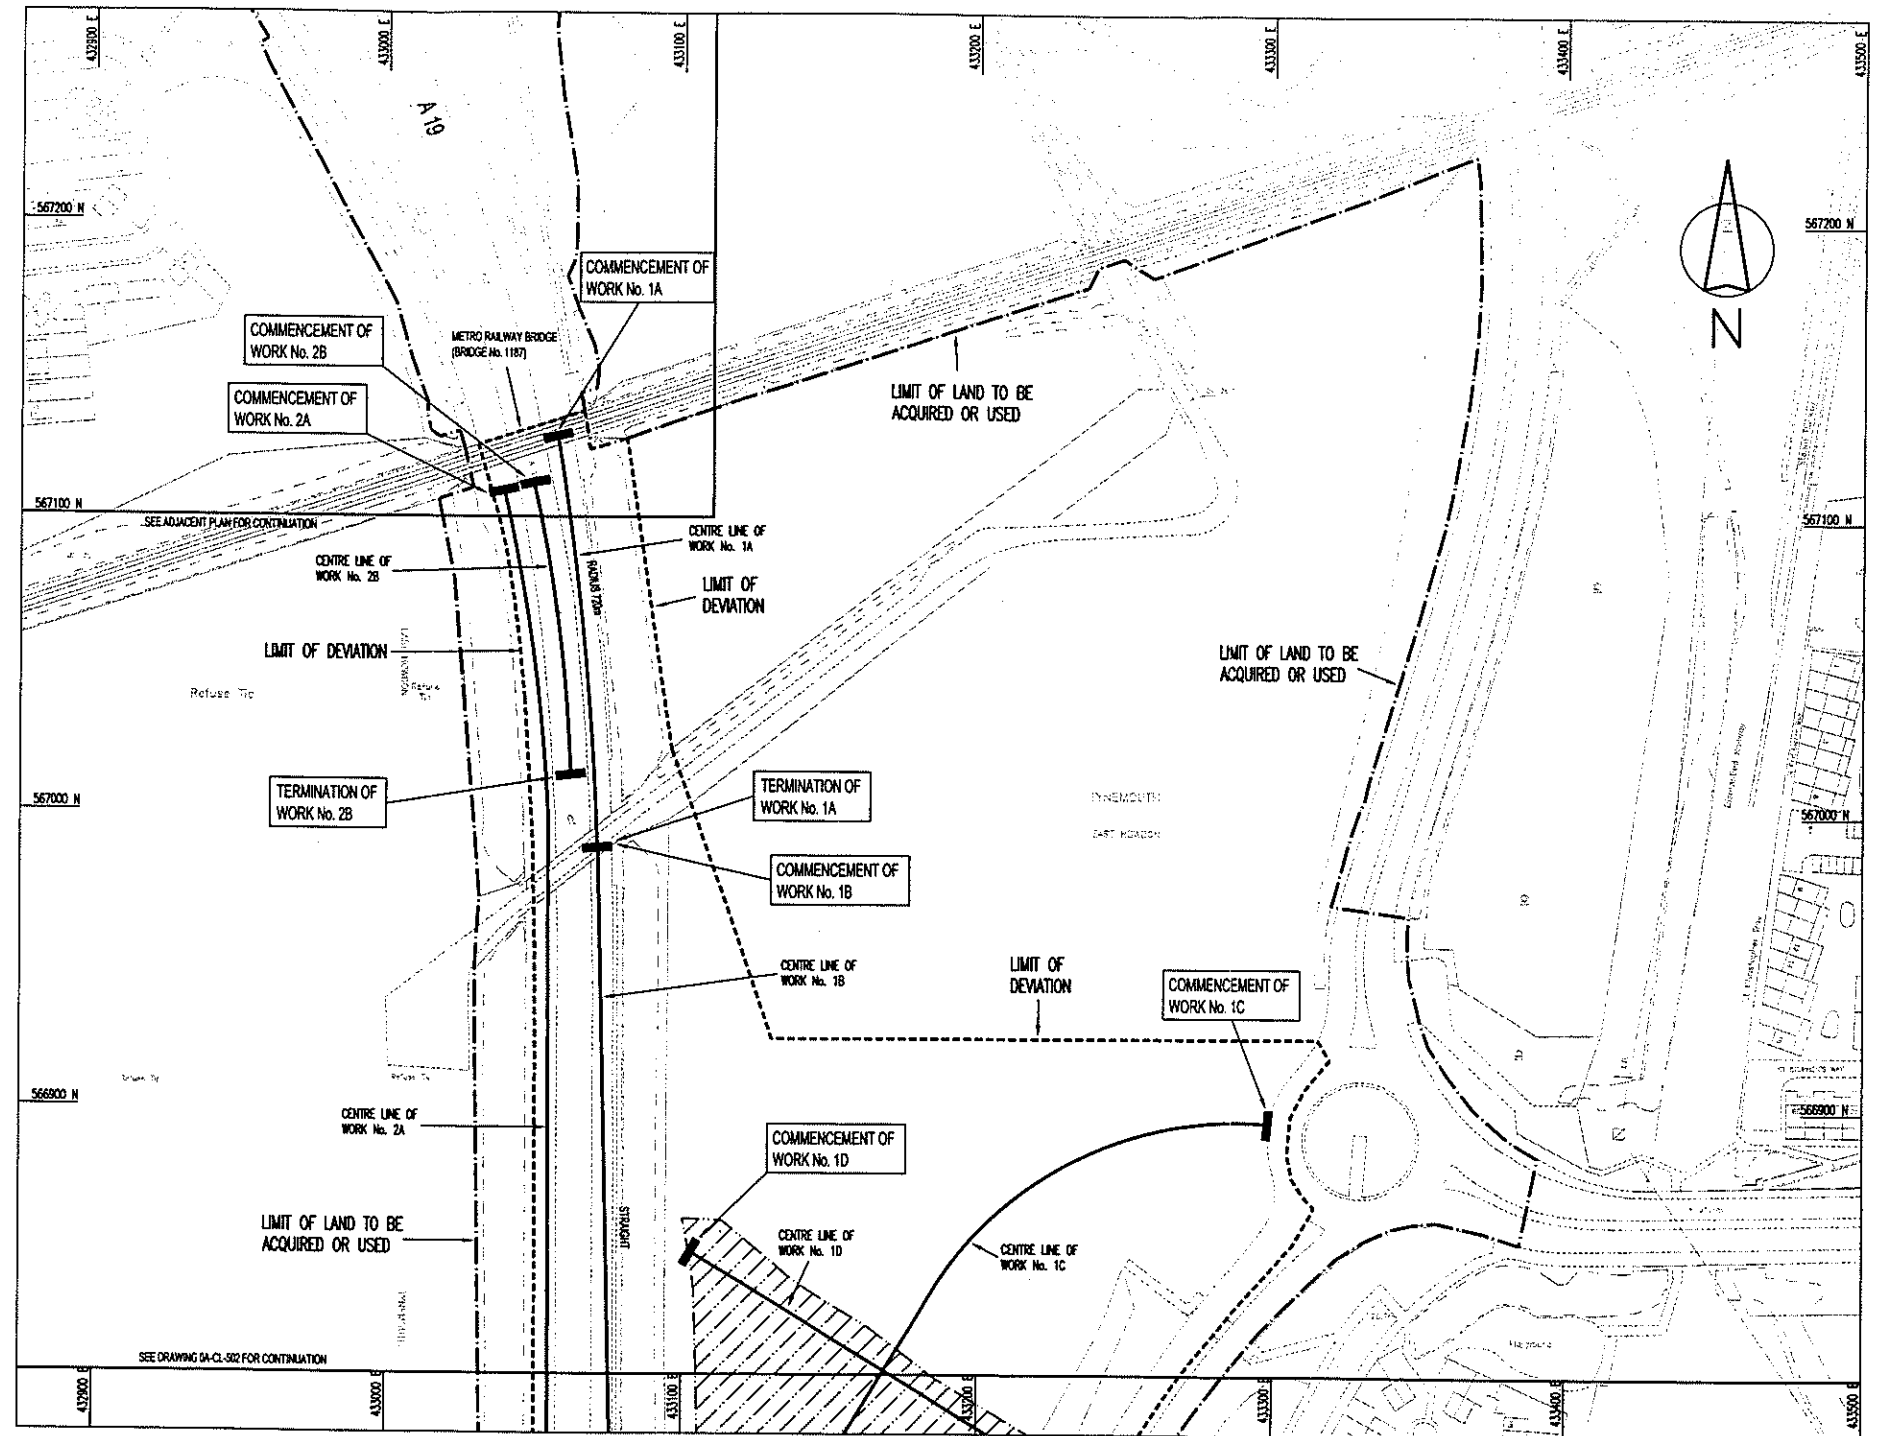 432900 E
433000 E
433100 E
433200 E
433300 E
433400 E
433500 E
A 19
567200 N
567200 N
COMMENCEMENT OF
WORK No. 1A
COMMENCEMENT OF
WORK No. 2B
METRO RAILWAY BRIDGE
(BRIDGE No. 1187)
N
COMMENCEMENT OF
WORK No. 2A
LIMIT OF LAND TO BE
ACQUIRED OR USED
567100 N
SEE ADJACENT PLAN FOR CONTINUATION
567100 N
CENTRE LINE OF
WORK No. 1A
CENTRE LINE OF
WORK No. 2B
RADIUS 720m
LIMIT OF
DEVIATION
LIMIT OF DEVIATION
LIMIT OF LAND TO BE
ACQUIRED OR USED
Refuse Tip
TERMINATION OF
WORK No. 2B
TERMINATION OF
WORK No. 1A
567000 N
TYNEMOUTH
EAST HOWDON
567000 N
COMMENCEMENT OF
WORK No. 1B
CENTRE LINE OF
WORK No. 1B
LIMIT OF
DEVIATION
COMMENCEMENT OF
WORK No. 1C
Refuse Tip
566900 N
566900 N
CENTRE LINE OF
WORK No. 2A
COMMENCEMENT OF
WORK No. 1D
LIMIT OF LAND TO BE
ACQUIRED OR USED
STRAIGHT
CENTRE LINE OF
WORK No. 1D
CENTRE LINE OF
WORK No. 1C
Playground
SEE DRAWING 0A-CL-502 FOR CONTINUATION
432900
433000 E
433100 E
433200 E
433300 E
433400 E
433500 E